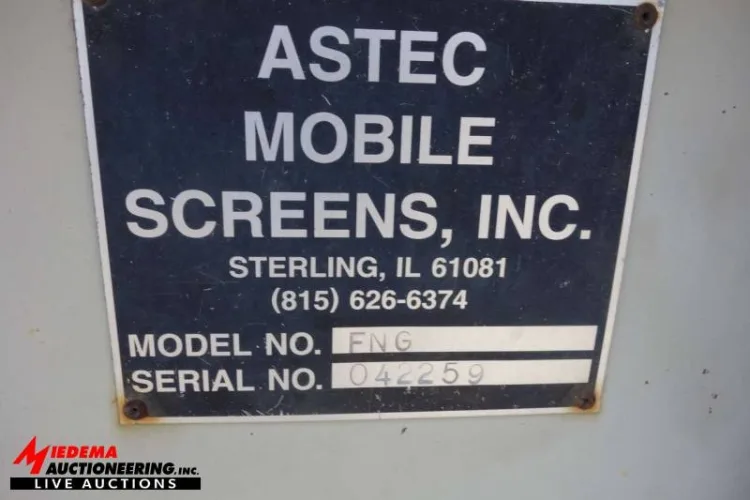 ASTEC
MOBILE
SCREENS, INC.
STERLING, IL 61081
(815) 626-6374
MODEL NO. FNG
SERIAL NO. 042259
MIEDEMA
AUCTIONEERING, INC.
LIVE AUCTIONS